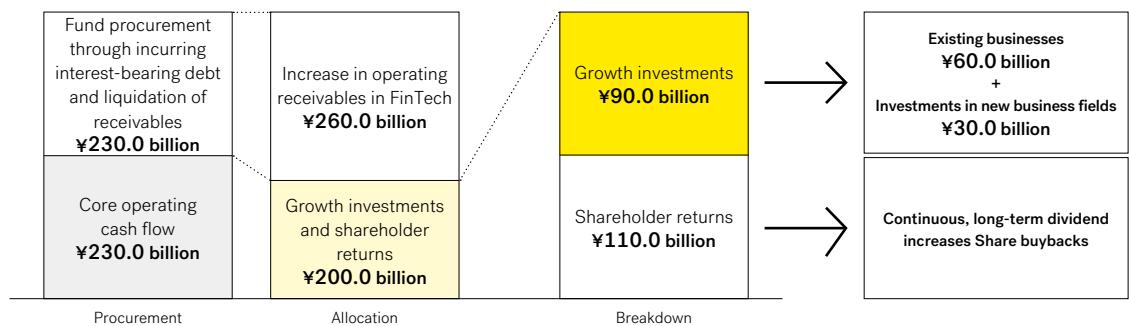 Fund procurement
through incurring
interest-bearing debt
and liquidation of
receivables
¥230.0 billion
Core operating
cash flow
¥230.0 billion
Procurement
Increase in operating
receivables in FinTech
¥260.0 billion
Growth investments
and shareholder
returns
¥200.0 billion
Allocation
Growth investments
¥90.0 billion
Shareholder returns
¥110.0 billion
Breakdown
Existing businesses
¥60.0 billion
+
Investments in new business fields
¥30.0 billion
Continuous, long-term dividend
increases Share buybacks